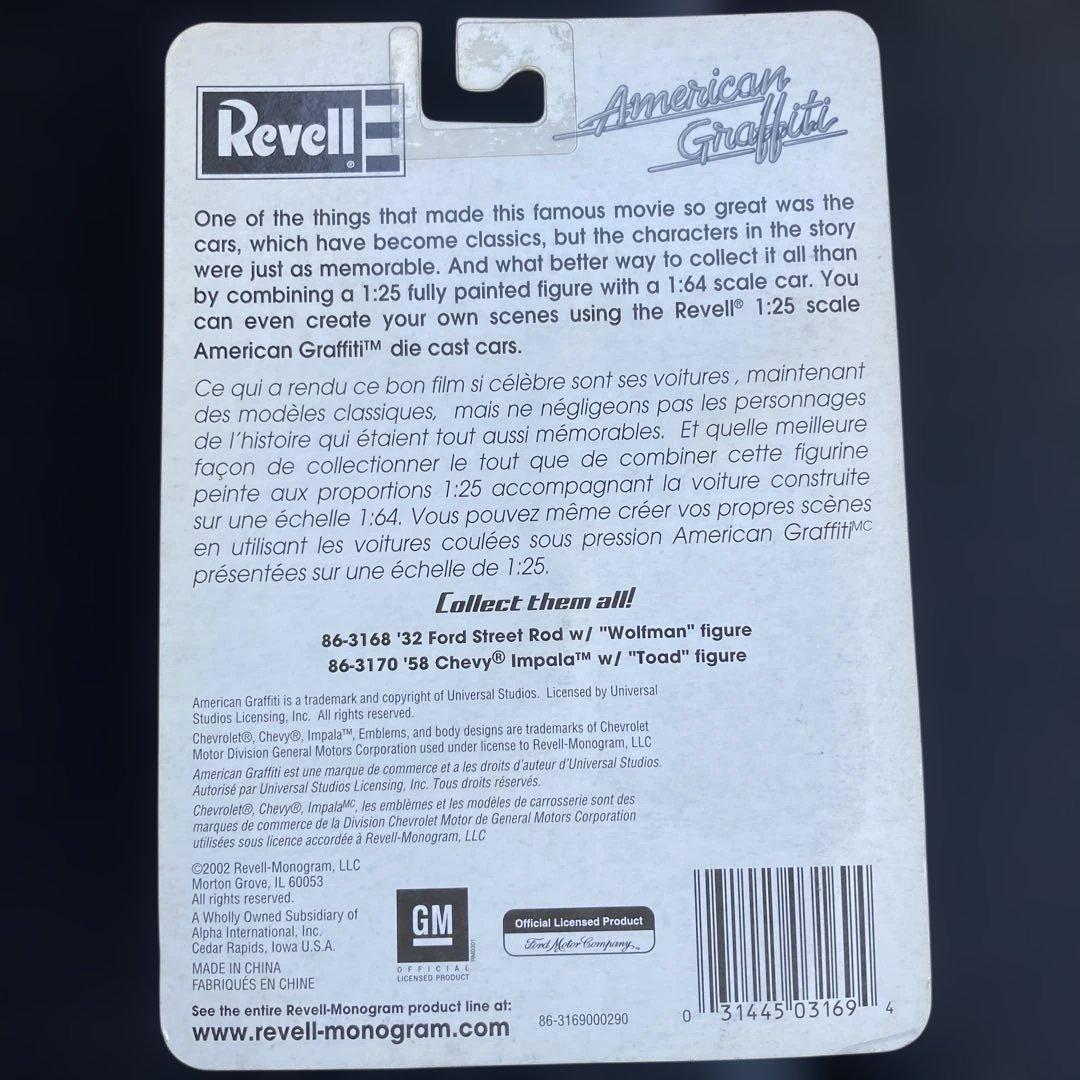 Revell®
American
Graffiti
One of the things that made this famous movie so great was the
cars, which have become classics, but the characters in the story
were just as memorable. And what better way to collect it all than
by combining a 1:25 fully painted figure with a 1:64 scale car. You
can even create your own scenes using the Revell® 1:25 scale
American Graffiti™ die cast cars.
Ce qui a rendu ce bon film si célèbre sont ses voitures , maintenant
des modèles classiques, mais ne négligeons pas les personnages
de l'histoire qui étaient tout aussi mémorables. Et quelle meilleure
façon de collectionner le tout que de combiner cette figurine
peinte aux proportions 1:25 accompagnant la voiture construite
sur une échelle 1:64. Vous pouvez même créer vos propres scènes
en utilisant les voitures coulées sous pression American GraffitiMC
présentées sur une échelle de 1:25.
Collect them all!
86-3168 '32 Ford Street Rod w/ "Wolfman" figure
86-3170 '58 Chevy® Impala™ w/ "Toad" figure
American Graffiti is a trademark and copyright of Universal Studios. Licensed by Universal
Studios Licensing, Inc. All rights reserved.
Chevrolet®, Chevy®, Impala™, Emblems, and body designs are trademarks of Chevrolet
Motor Division General Motors Corporation used under license to Revell-Monogram, LLC
American Graffiti est une marque de commerce et a les droits d'auteur d'Universal Studios.
Autorisé par Universal Studios Licensing, Inc. Tous droits réservés.
Chevrolet®, Chevy®, ImpalaMC, les emblèmes et les modèles de carrosserie sont des
marques de commerce de la Division Chevrolet Motor de General Motors Corporation
utilisées sous licence accordée à Revell-Monogram, LLC
©2002 Revell-Monogram, LLC
Morton Grove, IL 60053
All rights reserved.
A Wholly Owned Subsidiary of
Alpha International, Inc.
Cedar Rapids, Iowa U.S.A.
MADE IN CHINA
FABRIQUÉS EN CHINE
GM
OFFICIAL
LICENSED PRODUCT
Official Licensed Product
Ford Motor Company
See the entire Revell-Monogram product line at:
www.revell-monogram.com
86-3169000290
0 31445 03169 4